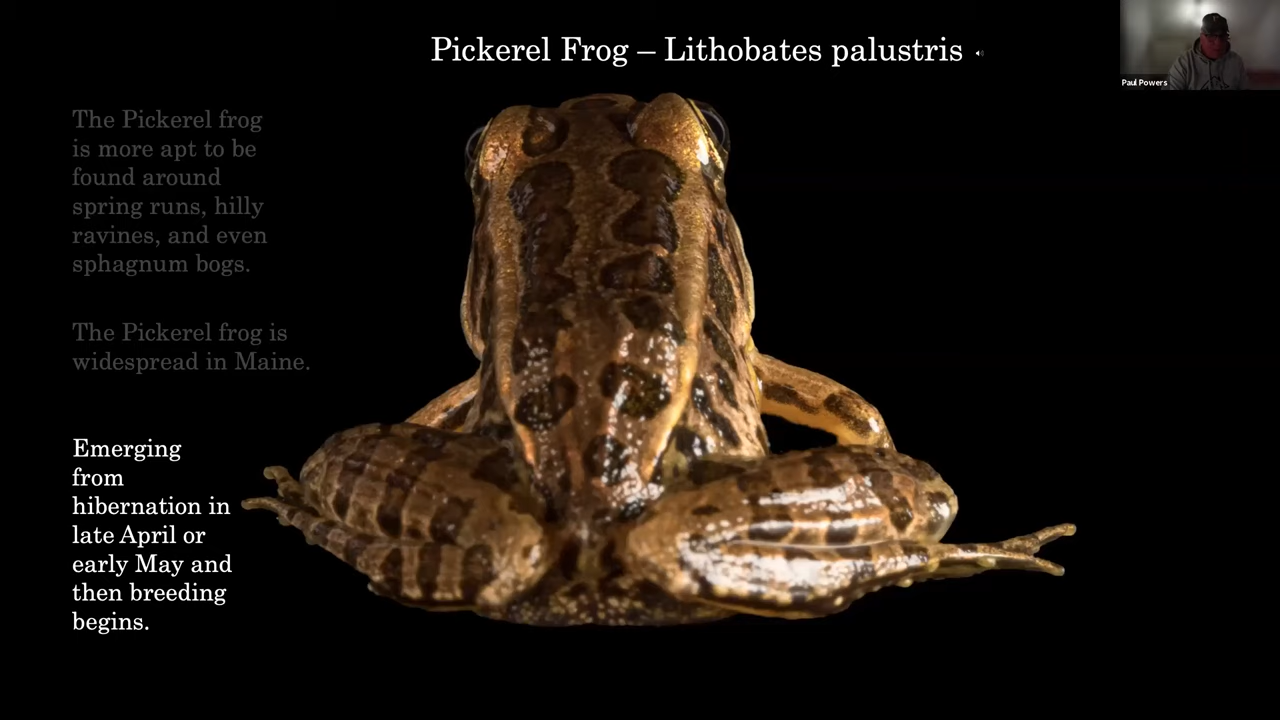 Pickerel Frog – Lithobates palustris
Paul Powers
The Pickerel frog
is more apt to be
found around
spring runs, hilly
ravines, and even
sphagnum bogs.
The Pickerel frog is
widespread in Maine.
Emerging
from
hibernation in
late April or
early May and
then breeding
begins.